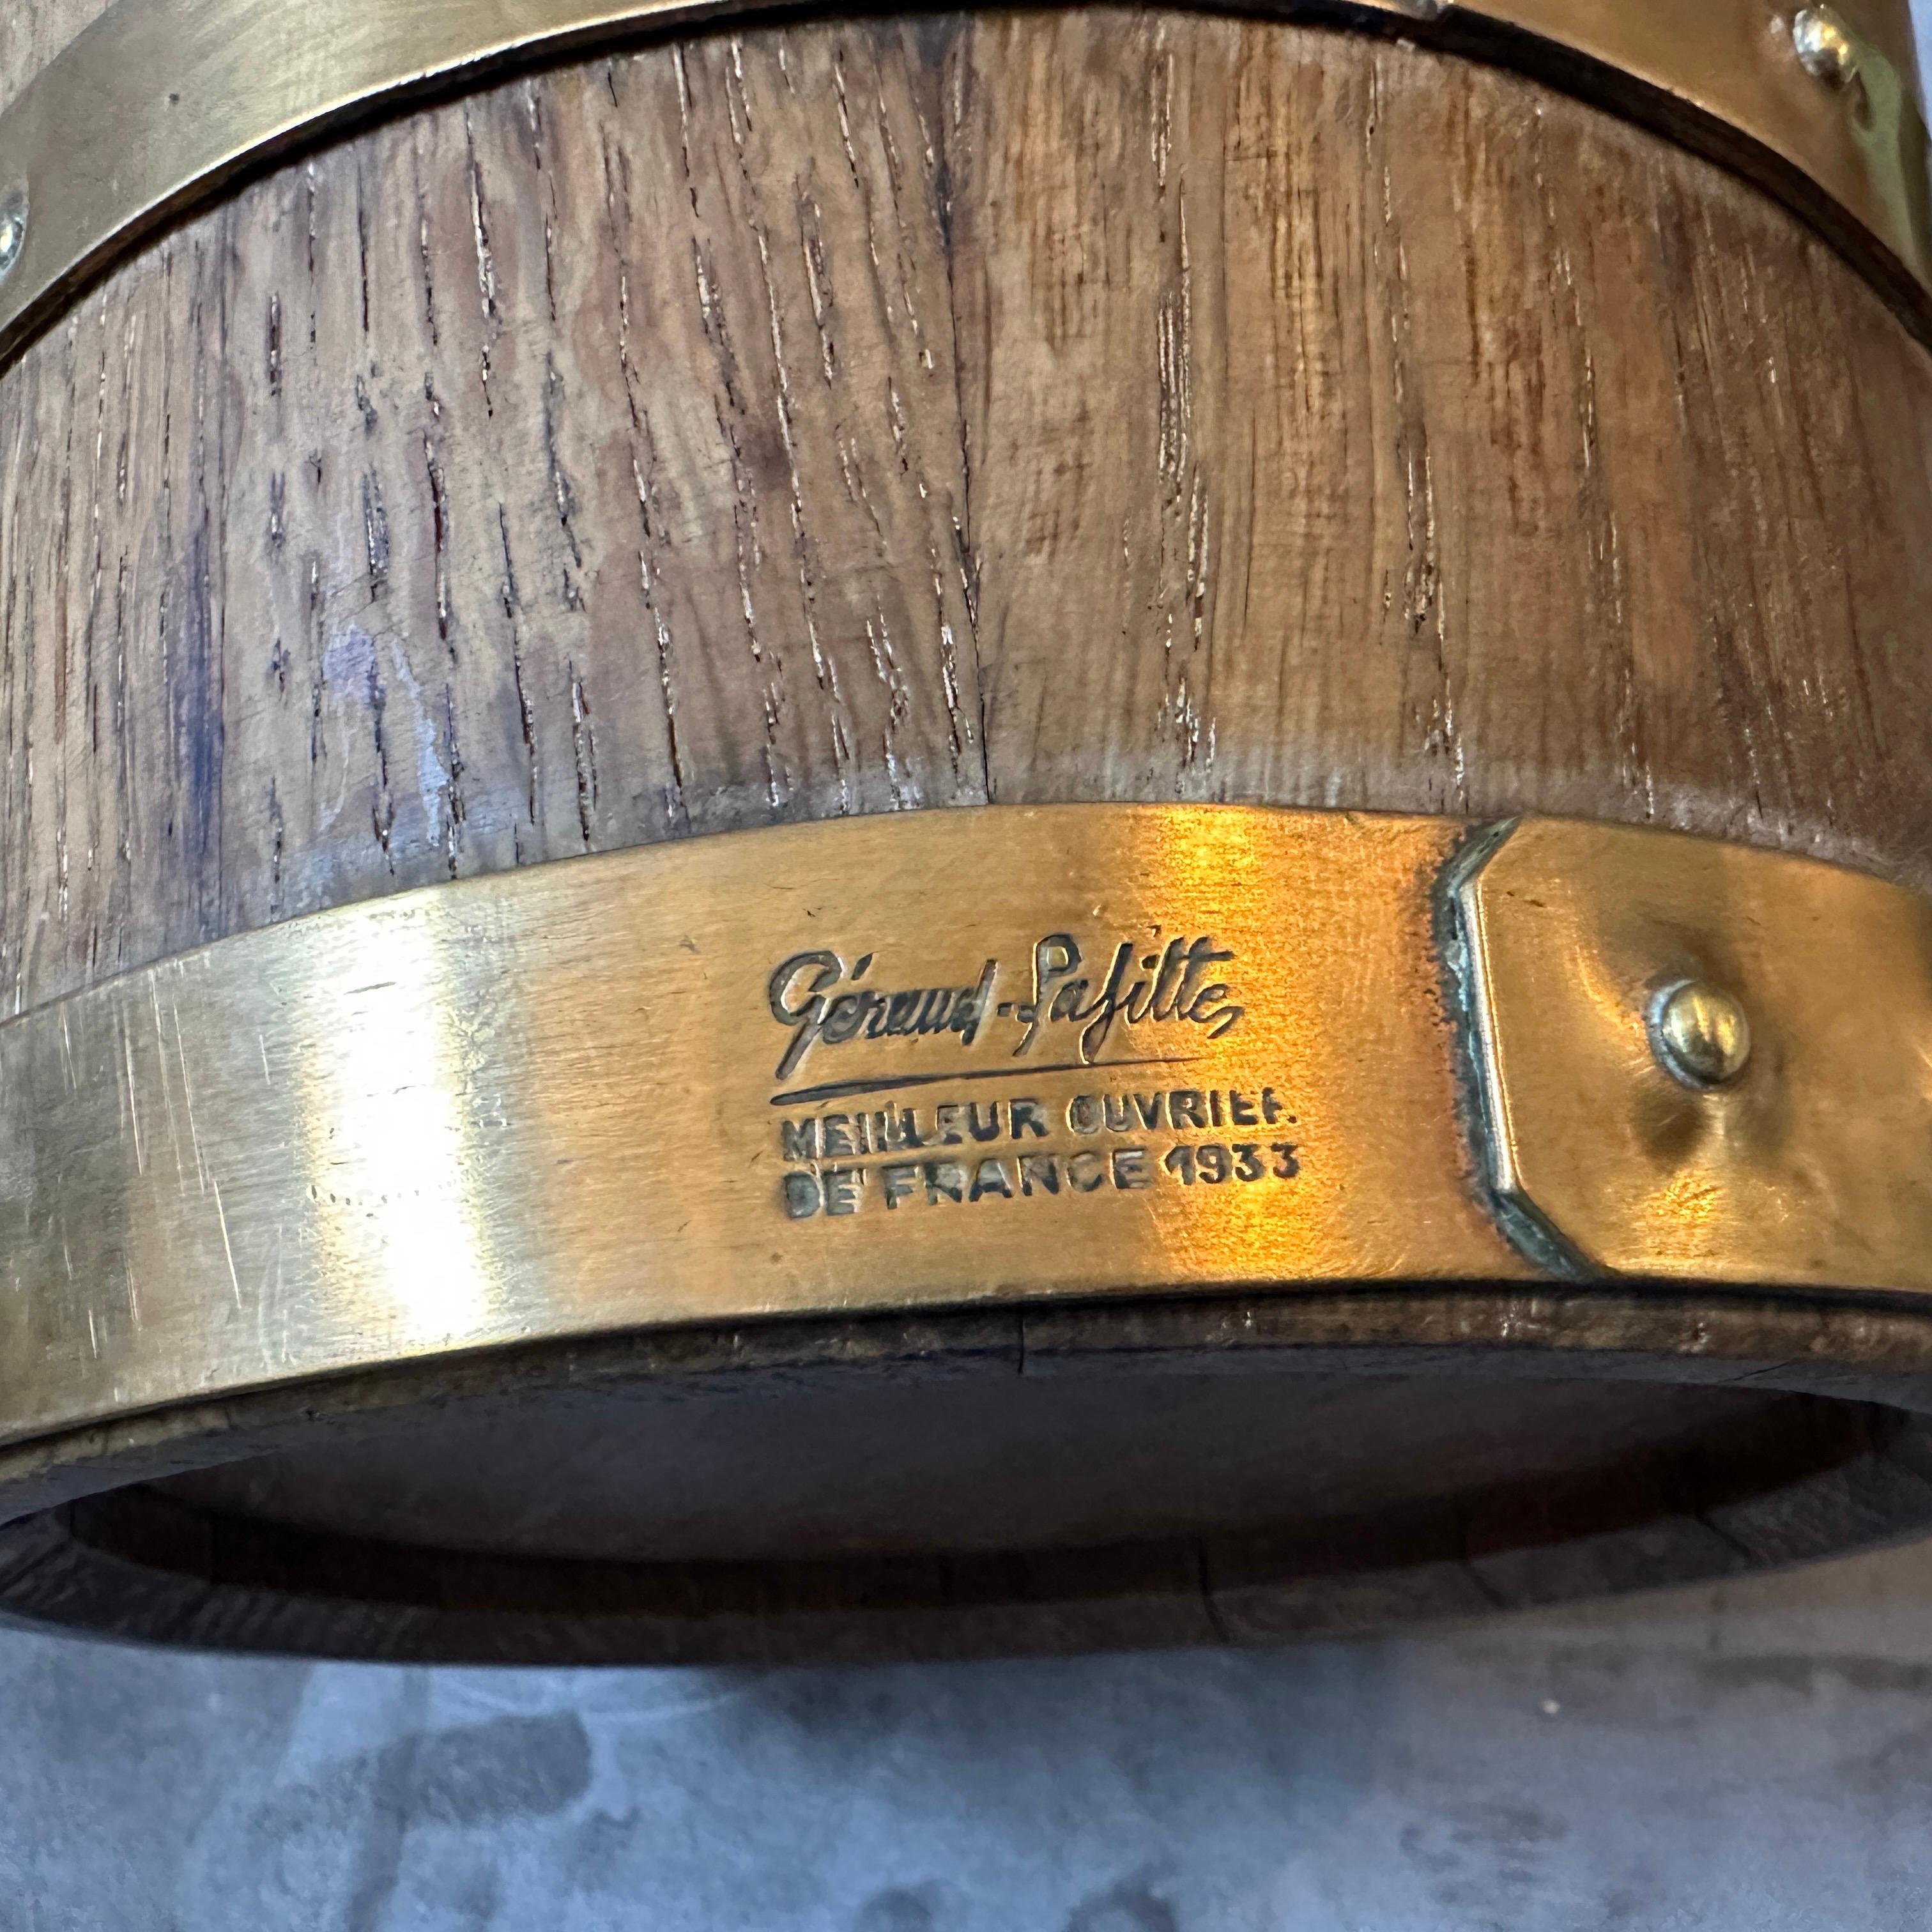 Géraud-Lafitte
MEILLEUR OUVRIER
DE FRANCE 1933